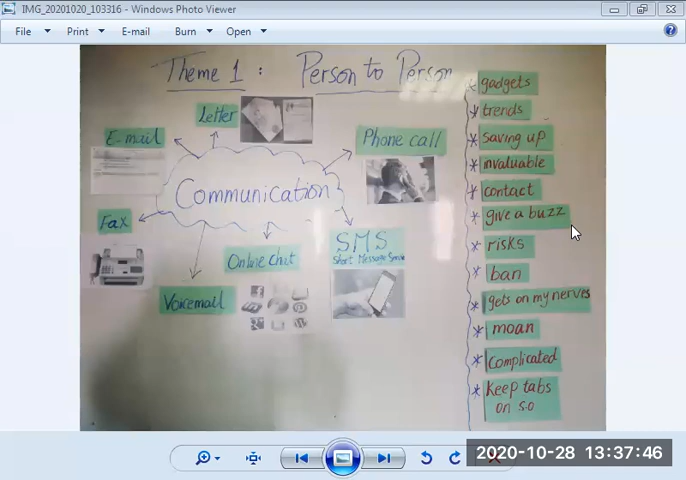 IMG_20201020_103316 - Windows Photo Viewer
File Print E-mail Burn Open
Theme 1 : Person to Person
Letter
E-mail
Phone call
Communication
Fax
SMS
Short Message Service
Online chat
Voicemail
* gadgets
* trends
* saving up
* invaluable
* contact
* give a buzz
* risks
* ban
* gets on my nerves
* moan
* complicated
* keep tabs
on s.o
2020-10-28 13:37:46